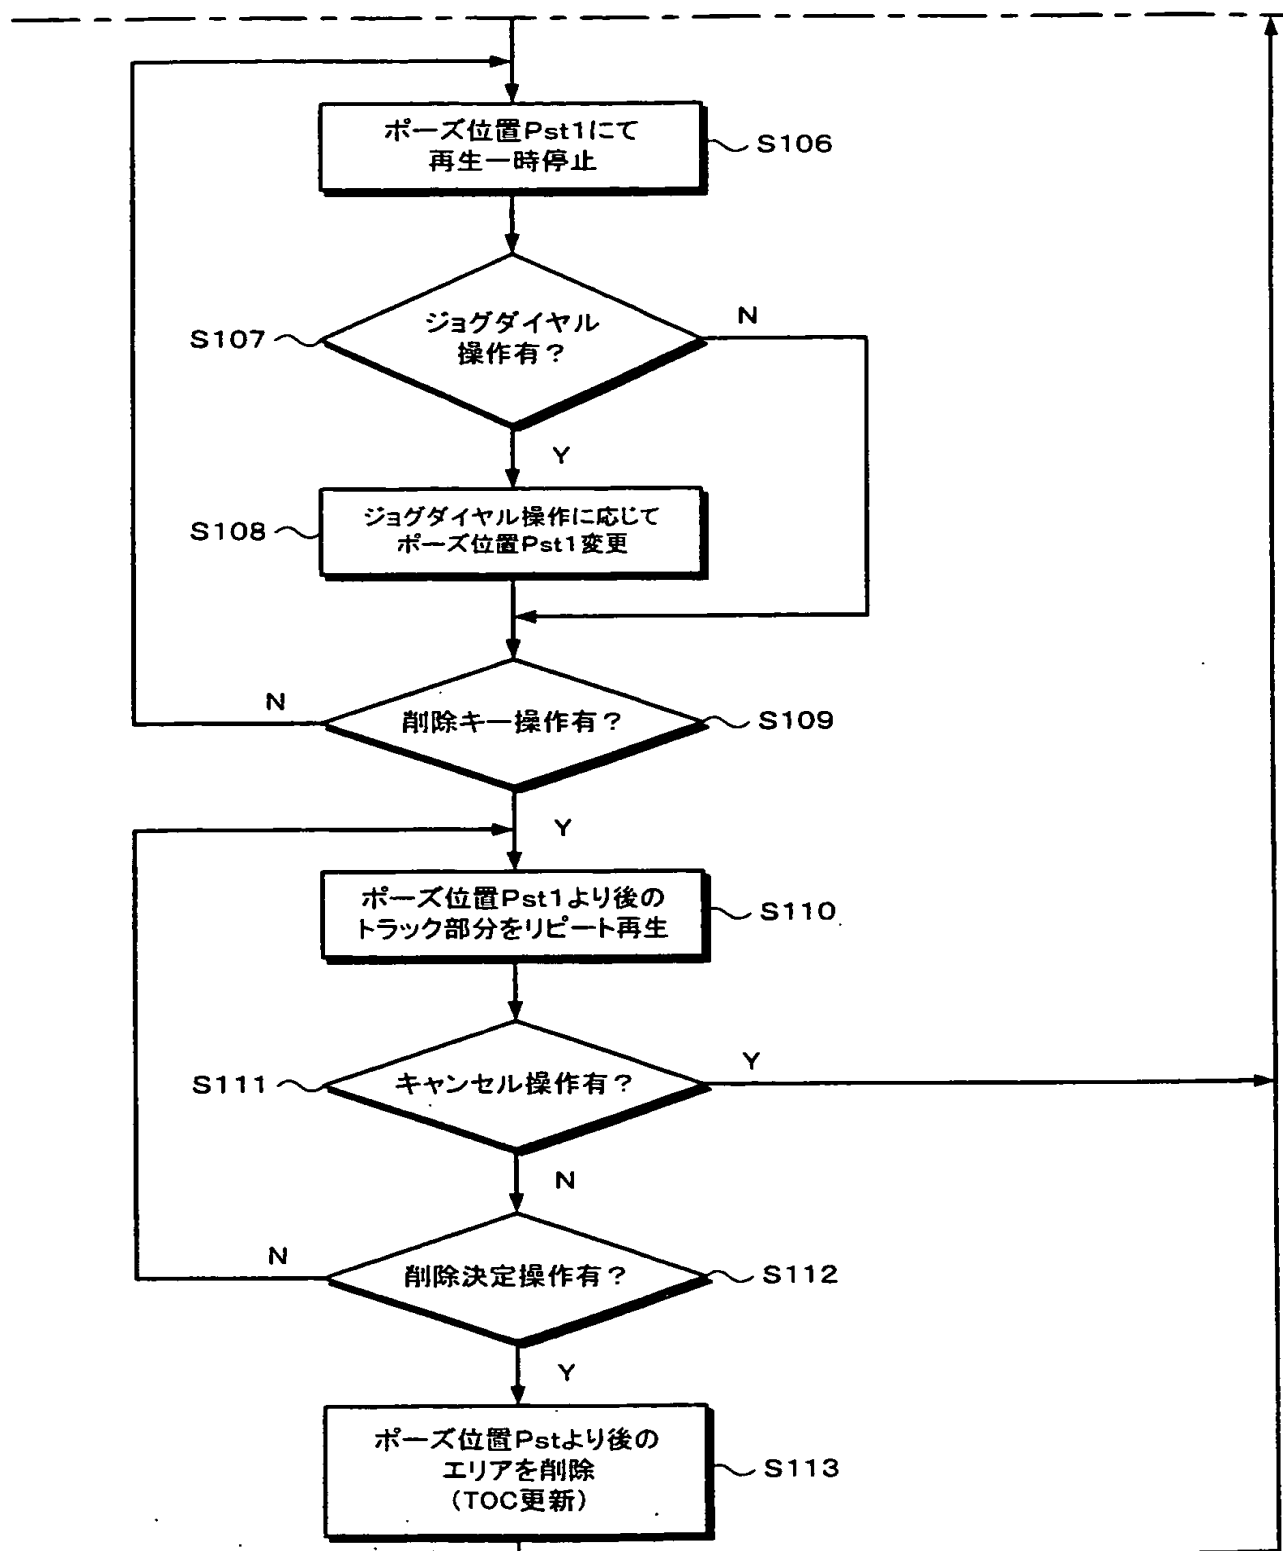 ポーズ位置Pst1にて
再生一時停止
S106
S107
ジョグダイヤル
操作有？
N
Y
S108
ジョグダイヤル操作に応じて
ポーズ位置Pst1変更
N
削除キー操作有？
S109
Y
ポーズ位置Pst1より後の
トラック部分をリピート再生
S110
S111
キャンセル操作有？
Y
N
N
削除決定操作有？
S112
Y
ポーズ位置Pstより後の
エリアを削除
（TOC更新）
S113